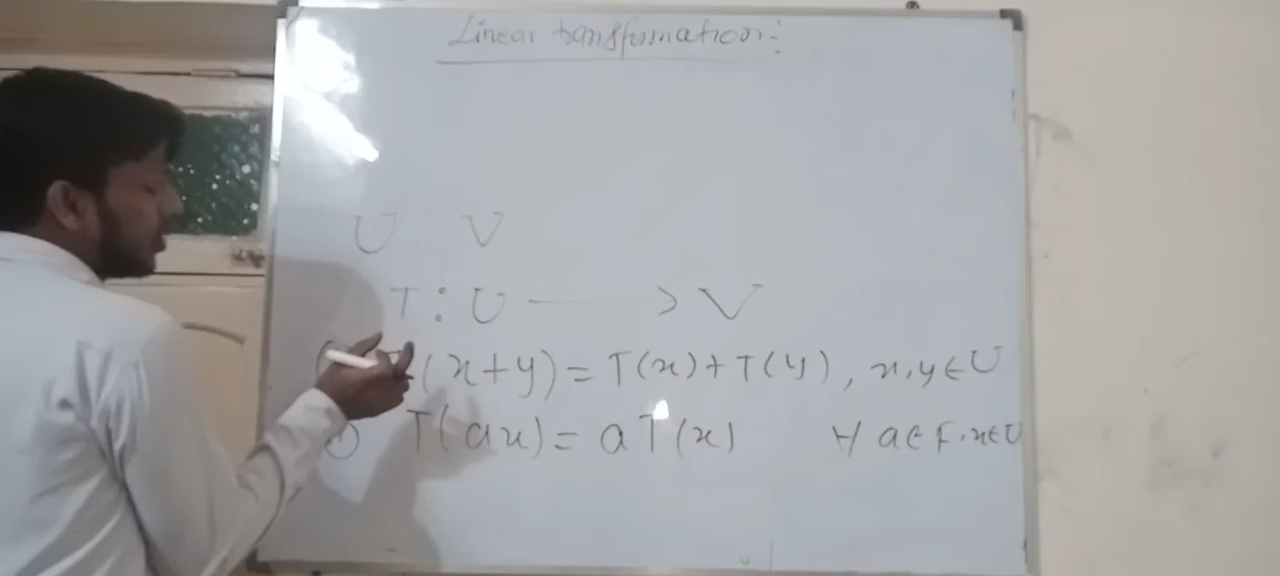 Linear transformation:
U V
T : U → V
(x+y) = T(x)+T(y), x,y ∈ U
T(ax) = aT(x) ∀ a ∈ F, x ∈ U